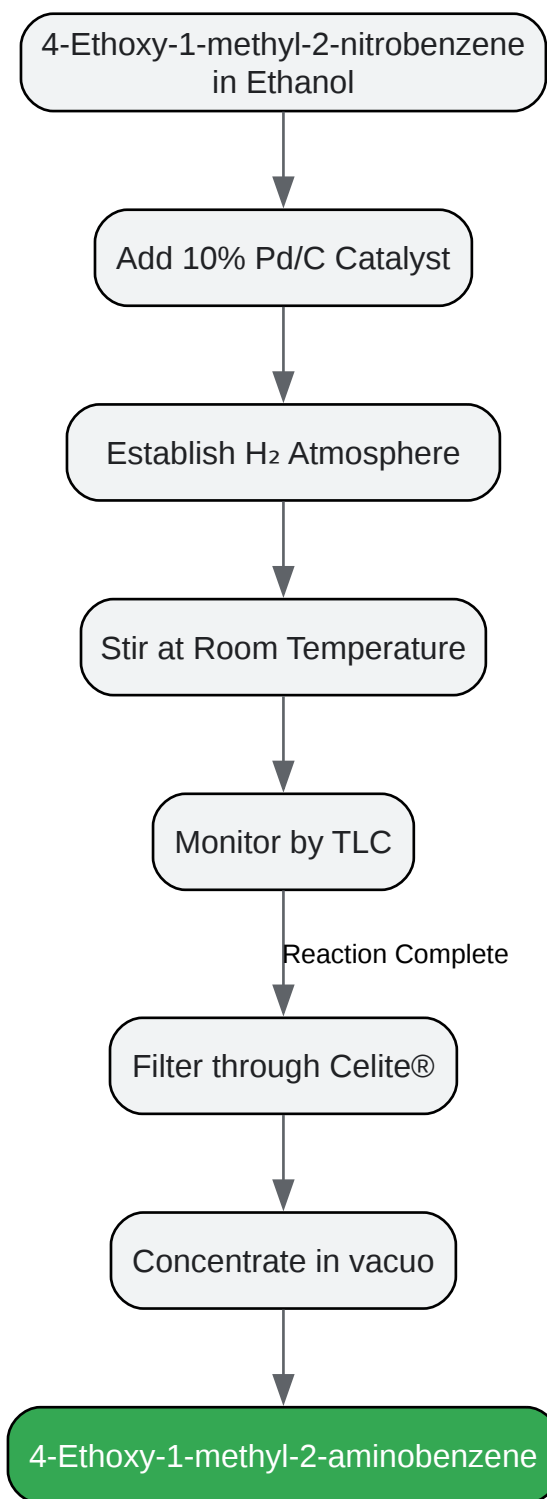 4-Ethoxy-1-methyl-2-nitrobenzene
in Ethanol
Add 10% Pd/C Catalyst
Establish H₂ Atmosphere
Stir at Room Temperature
Monitor by TLC
Reaction Complete
Filter through Celite®
Concentrate in vacuo
4-Ethoxy-1-methyl-2-aminobenzene